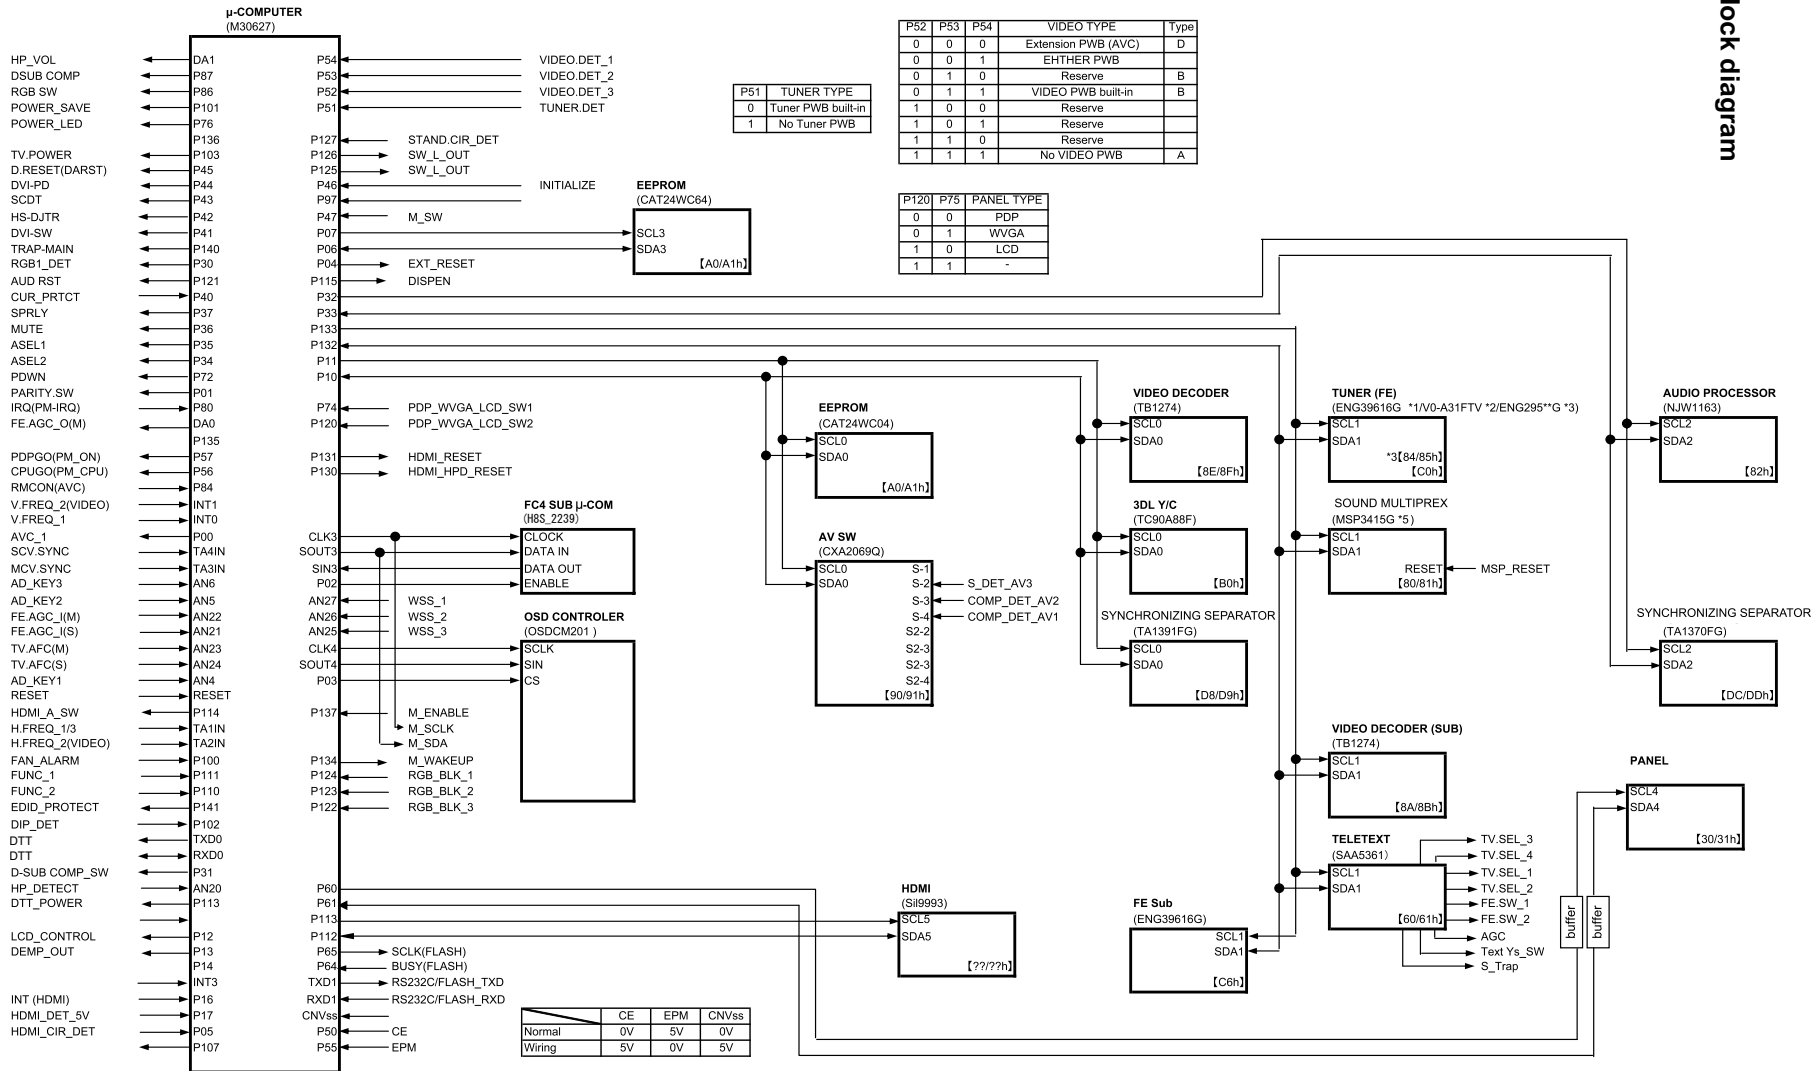 lock diagram
µ-COMPUTER
(M30627)
HP_VOL DA1 P54 VIDEO.DET_1
DSUB COMP P87 P53 VIDEO.DET_2
RGB SW P86 P52 VIDEO.DET_3
POWER_SAVE P101 P51 TUNER.DET
POWER_LED P76
P136 P127 STAND.CIR_DET
TV.POWER P103 P126 SW_L_OUT
D.RESET(DARST) P45 P125 SW_L_OUT
DVI-PD P44 P46 INITIALIZE
SCDT P43 P97
HS-DJTR P42 P47 M_SW
DVI-SW P41 P07
TRAP-MAIN P140 P06
RGB1_DET P30 P04 EXT_RESET
AUD RST P121 P115 DISPEN
CUR_PRTCT P40 P32
SPRLY P37 P33
MUTE P36 P133
ASEL1 P35 P132
ASEL2 P34 P11
PDWN P72 P10
PARITY.SW P01
IRQ(PM-IRQ) P80 P74 PDP_WVGA_LCD_SW1
FE.AGC_O(M) DA0 P120 PDP_WVGA_LCD_SW2
P135
PDPGO(PM_ON) P57 P131 HDMI_RESET
CPUGO(PM_CPU) P56 P130 HDMI_HPD_RESET
RMCON(AVC) P84
V.FREQ_2(VIDEO) INT1
V.FREQ_1 INT0
AVC_1 P00 CLK3
SCV.SYNC TA4IN SOUT3
MCV.SYNC TA3IN SIN3
AD_KEY3 AN6 P02
AD_KEY2 AN5 AN27 WSS_1
FE.AGC_I(M) AN22 AN26 WSS_2
FE.AGC_I(S) AN21 AN25 WSS_3
TV.AFC(M) AN23 CLK4
TV.AFC(S) AN24 SOUT4
AD_KEY1 AN4 P03
RESET RESET
HDMI_A_SW P114 P137 M_ENABLE
H.FREQ_1/3 TA1IN M_SCLK
H.FREQ_2(VIDEO) TA2IN M_SDA
FAN_ALARM P100 P134 M_WAKEUP
FUNC_1 P111 P124 RGB_BLK_1
FUNC_2 P110 P123 RGB_BLK_2
EDID_PROTECT P141 P122 RGB_BLK_3
DIP_DET P102
DTT TXD0
DTT RXD0
D-SUB COMP_SW P31
HP_DETECT AN20 P60
DTT_POWER P113 P61
P113
LCD_CONTROL P12 P112
DEMP_OUT P13 P65 SCLK(FLASH)
P14 P64 BUSY(FLASH)
INT3 TXD1 RS232C/FLASH_TXD
INT (HDMI) P16 RXD1 RS232C/FLASH_RXD
HDMI_DET_5V P17 CNVss
HDMI_CIR_DET P05 P50 CE
P107 P55 EPM
EEPROM
(CAT24WC64)
SCL3
SDA3
【A0/A1h】
P51 TUNER TYPE
0 Tuner PWB built-in
1 No Tuner PWB
P52 P53 P54 VIDEO TYPE Type
0 0 0 Extension PWB (AVC) D
0 0 1 EHTHER PWB
0 1 0 Reserve B
0 1 1 VIDEO PWB built-in B
1 0 0 Reserve
1 0 1 Reserve
1 1 0 Reserve
1 1 1 No VIDEO PWB A
P120 P75 PANEL TYPE
0 0 PDP
0 1 WVGA
1 0 LCD
1 1 -
FC4 SUB µ-COM
(H8S_2239)
CLOCK
DATA IN
DATA OUT
ENABLE
OSD CONTROLER
(OSDCM201 )
SCLK
SIN
CS
EEPROM
(CAT24WC04)
SCL0
SDA0
【A0/A1h】
AV SW
(CXA2069Q)
SCL0 S-1
SDA0 S-2 S_DET_AV3
S-3 COMP_DET_AV2
S-4 COMP_DET_AV1
S2-2
S2-3
S2-3
S2-4
【90/91h】
VIDEO DECODER
(TB1274)
SCL0
SDA0
【8E/8Fh】
3DL Y/C
(TC90A88F)
SCL0
SDA0
【B0h】
SYNCHRONIZING SEPARATOR
(TA1391FG)
SCL0
SDA0
【D8/D9h】
TUNER (FE)
(ENG39616G *1/V0-A31FTV *2/ENG295**G *3)
SCL1
SDA1
*3【84/85h】
【C0h】
SOUND MULTIPREX
(MSP3415G *5)
SCL1
SDA1
RESET MSP_RESET
【80/81h】
VIDEO DECODER (SUB)
(TB1274)
SCL1
SDA1
【8A/8Bh】
TELETEXT
(SAA5361)
SCL1
SDA1
【60/61h】
TV.SEL_3
TV.SEL_4
TV.SEL_1
TV.SEL_2
FE.SW_1
FE.SW_2
AGC
Text Ys_SW
S_Trap
AUDIO PROCESSOR
(NJW1163)
SCL2
SDA2
【82h】
SYNCHRONIZING SEPARATOR
(TA1370FG)
SCL2
SDA2
【DC/DDh】
PANEL
SCL4
SDA4
【30/31h】
buffer
buffer
HDMI
(Sil9993)
SCL5
SDA5
【??/??h】
FE Sub
(ENG39616G)
SCL1
SDA1
【C6h】
CE EPM CNVss
Normal 0V 5V 0V
Wiring 5V 0V 5V